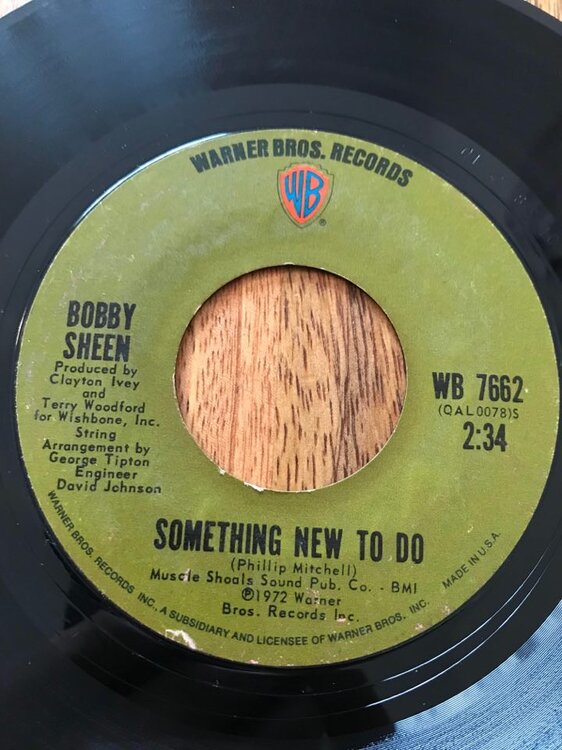 WARNER BROS. RECORDS
WB
®
BOBBY
SHEEN
Produced by
Clayton Ivey
and
Terry Woodford
for Wishbone, Inc.
String
Arrangement by
George Tipton
Engineer
David Johnson
WB 7662
(QAL0078)S
2:34
SOMETHING NEW TO DO
(Phillip Mitchell)
Muscle Shoals Sound Pub. Co. - BMI
℗1972 Warner
Bros. Records Inc.
WARNER BROS. RECORDS INC., A SUBSIDIARY AND LICENSEE OF WARNER BROS. INC.
MADE IN U.S.A.